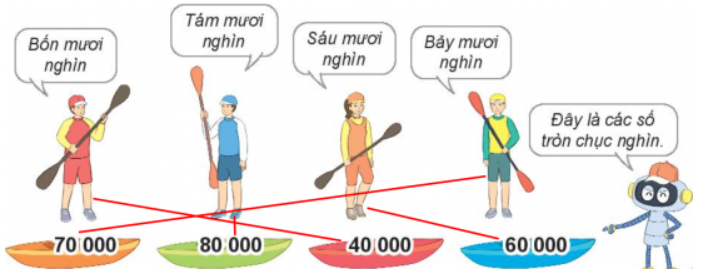 Bốn mươi
nghìn
Tám mươi
nghìn
Sáu mươi
nghìn
Bảy mươi
nghìn
Đây là các số
tròn chục nghìn.
70 000
80 000
40 000
60 000